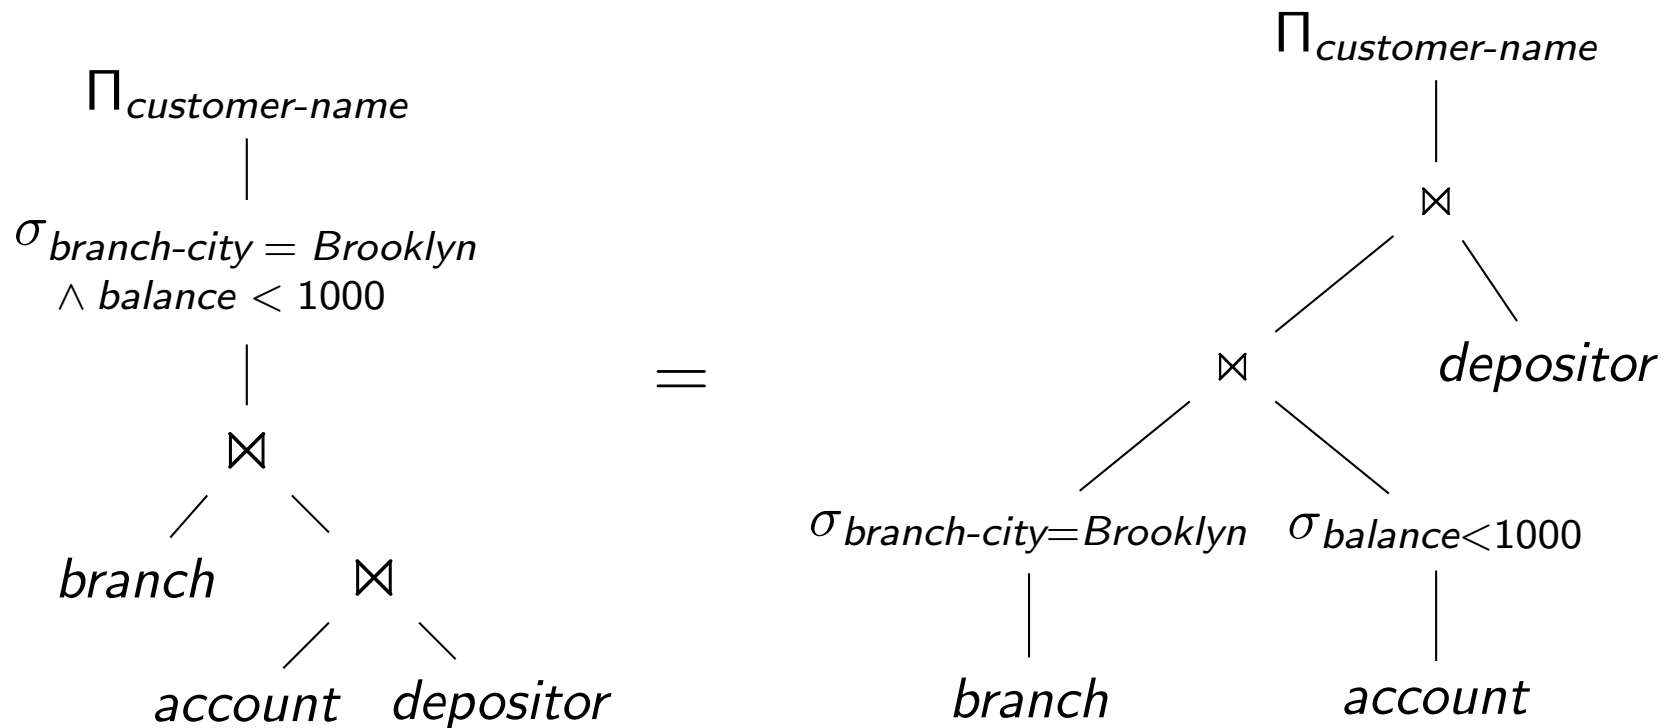 Π customer-name
σ branch-city = Brooklyn
∧ balance < 1000
⋈
branch
⋈
account depositor
=
Π customer-name
⋈
⋈ depositor
σ branch-city=Brooklyn σ balance<1000
branch account